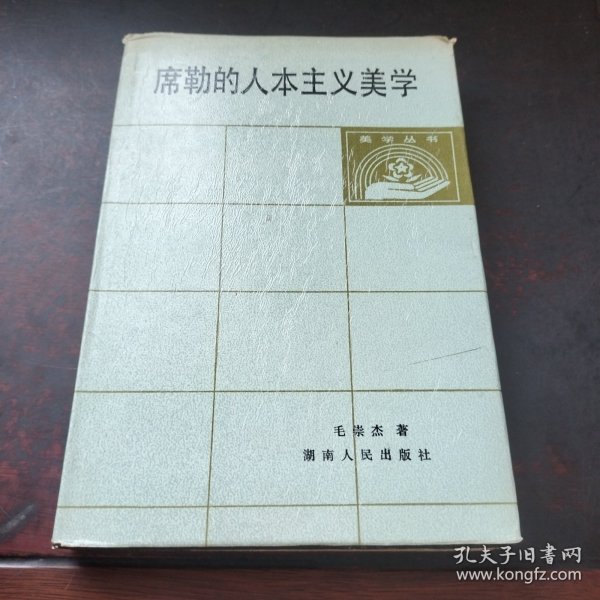 席勒的人本主义美学
美学丛书
毛崇杰 著
湖南人民出版社
孔夫子旧书网
www.kongfz.com